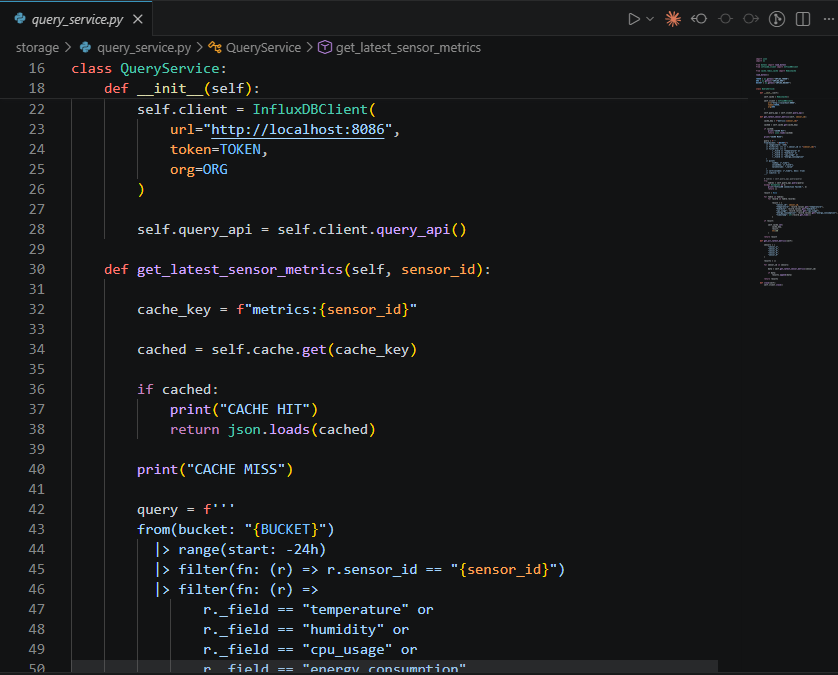 query_service.py
storage > query_service.py > QueryService > get_latest_sensor_metrics
16 class QueryService:
18     def __init__(self):
22         self.client = InfluxDBClient(
23             url="http://localhost:8086",
24             token=TOKEN,
25             org=ORG
26         )
27
28         self.query_api = self.client.query_api()
29
30     def get_latest_sensor_metrics(self, sensor_id):
31
32         cache_key = f"metrics:{sensor_id}"
33
34         cached = self.cache.get(cache_key)
35
36         if cached:
37             print("CACHE HIT")
38             return json.loads(cached)
39
40         print("CACHE MISS")
41
42         query = f'''
43         from(bucket: "{BUCKET}")
44           |> range(start: -24h)
45           |> filter(fn: (r) => r.sensor_id == "{sensor_id}")
46           |> filter(fn: (r) =>
47                 r._field == "temperature" or
48                 r._field == "humidity" or
49                 r._field == "cpu_usage" or
50                 r._field == "energy_consumption"